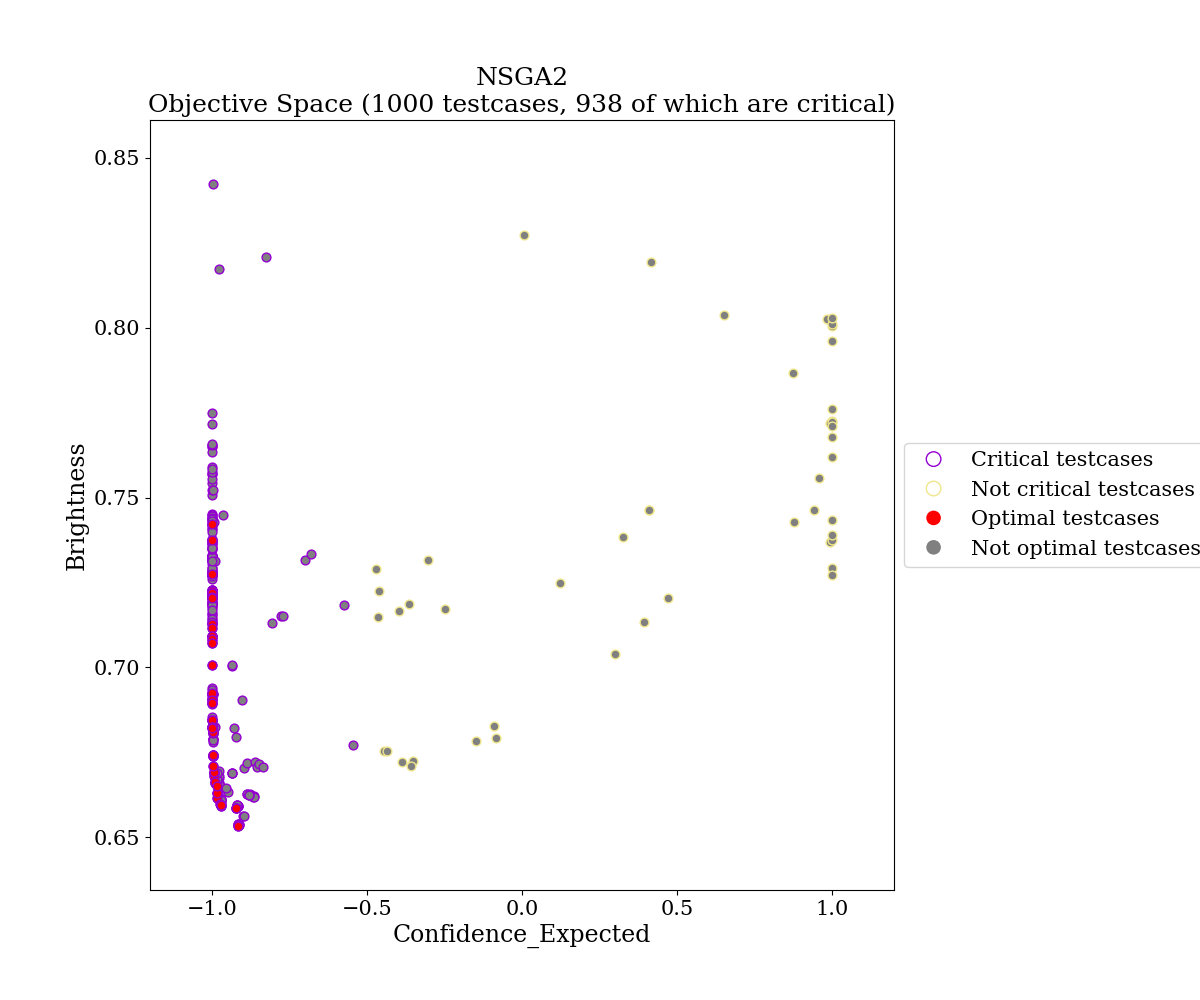 NSGA2
Objective Space (1000 testcases, 938 of which are critical)
0.85
0.80
0.75
0.70
0.65
Brightness
−1.0
−0.5
0.0
0.5
1.0
Confidence_Expected
Critical testcases
Not critical testcases
Optimal testcases
Not optimal testcases